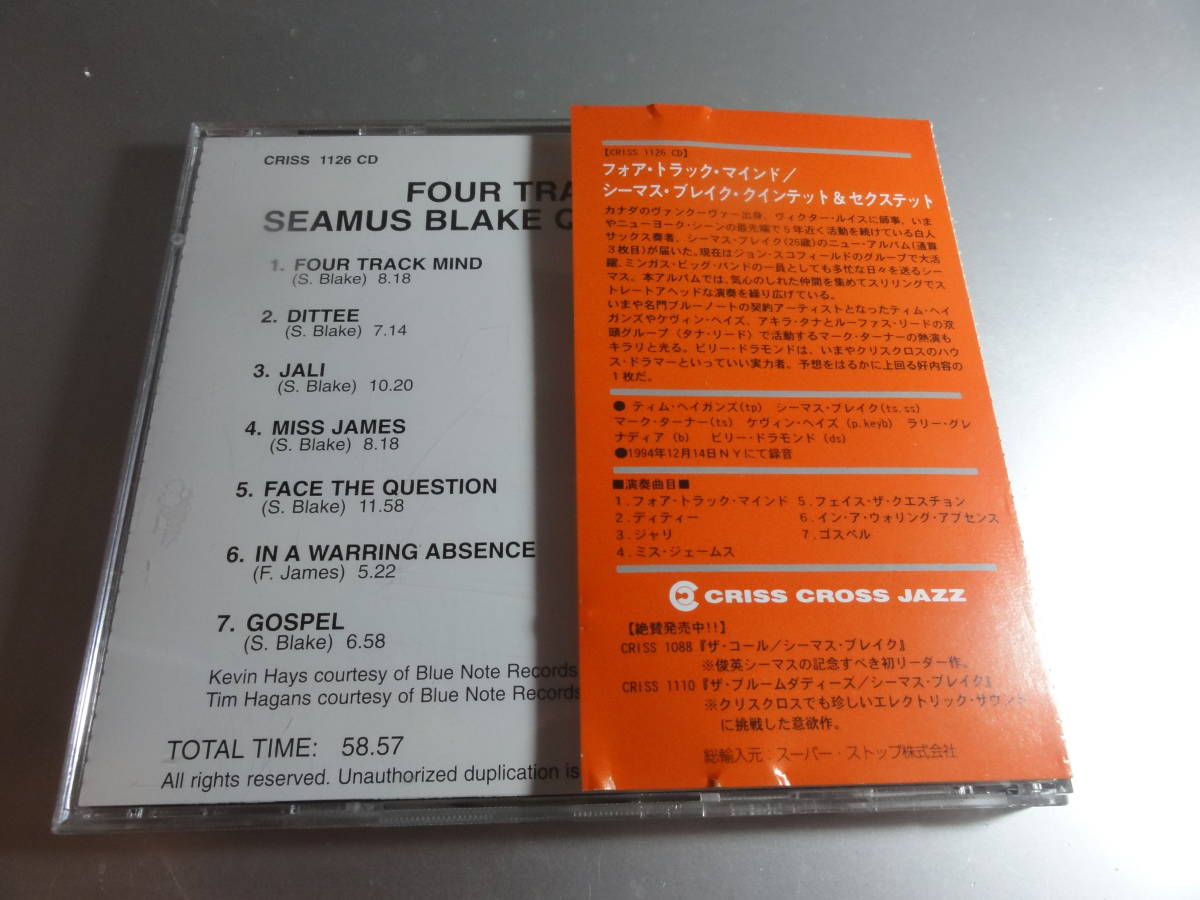 CRISS 1126 CD
FOUR TRA
SEAMUS BLAKE Q
1. FOUR TRACK MIND
(S. Blake) 8.18
2. DITTEE
(S. Blake) 7.14
3. JALI
(S. Blake) 10.20
4. MISS JAMES
(S. Blake) 8.18
5. FACE THE QUESTION
(S. Blake) 11.58
6. IN A WARRING ABSENCE
(F. James) 5.22
7. GOSPEL
(S. Blake) 6.58
Kevin Hays courtesy of Blue Note Records
Tim Hagans courtesy of Blue Note Records
TOTAL TIME: 58.57
All rights reserved. Unauthorized duplication is
【CRISS 1126 CD】
フォア・トラック・マインド/
シーマス・ブレイク・クインテット&セクステット
カナダのヴァンクーヴァー出身、ヴィクター・ルイスに師事、いま
やニューヨーク・シーンの最先端で5年近く活動を続けている白人
サックス奏者、シーマス・ブレイク(26歳)のニュー・アルバム(通算
3枚目)が届いた。現在はジョン・スコフィールドのグループで大活
躍、ミンガス・ビッグ・バンドの一員としても多忙な日々を送るシー
マス。本アルバムでは、気心のしれた仲間を集めてスリリングでス
トレートアヘッドな演奏を繰り広げている。
いまや名門ブルーノートの契約アーティストとなったティム・ヘイ
ガンズやケヴィン・ヘイズ、アキラ・タナとルーファス・リードの双
頭グループ〈タナ・リード〉で活動するマーク・ターナーの熱演も
キラリと光る。ビリー・ドラモンドは、いまやクリスクロスのハウ
ス・ドラマーといっていい実力者。予想をはるかに上回る好内容の
1枚だ。
● ティム・ヘイガンズ(tp) シーマス・ブレイク(ts,ss)
マーク・ターナー(ts) ケヴィン・ヘイズ(p,keyb) ラリー・グレ
ナディア(b) ビリー・ドラモンド(ds)
●1994年12月14日NYにて録音
■演奏曲目■
1.フォア・トラック・マインド 5.フェイス・ザ・クエスチョン
2.ディティー 6.イン・ア・ウォリング・アブセンス
3.ジャリ 7.ゴスペル
4.ミス・ジェームス
CRISS CROSS JAZZ
【絶賛発売中!!】
CRISS 1088『ザ・コール/シーマス・ブレイク』
※俊英シーマスの記念すべき初リーダー作。
CRISS 1110『ザ・ブルームダディーズ/シーマス・ブレイク』
※クリスクロスでも珍しいエレクトリック・サウンド
に挑戦した意欲作。
総輸入元:スーパー・ストップ株式会社